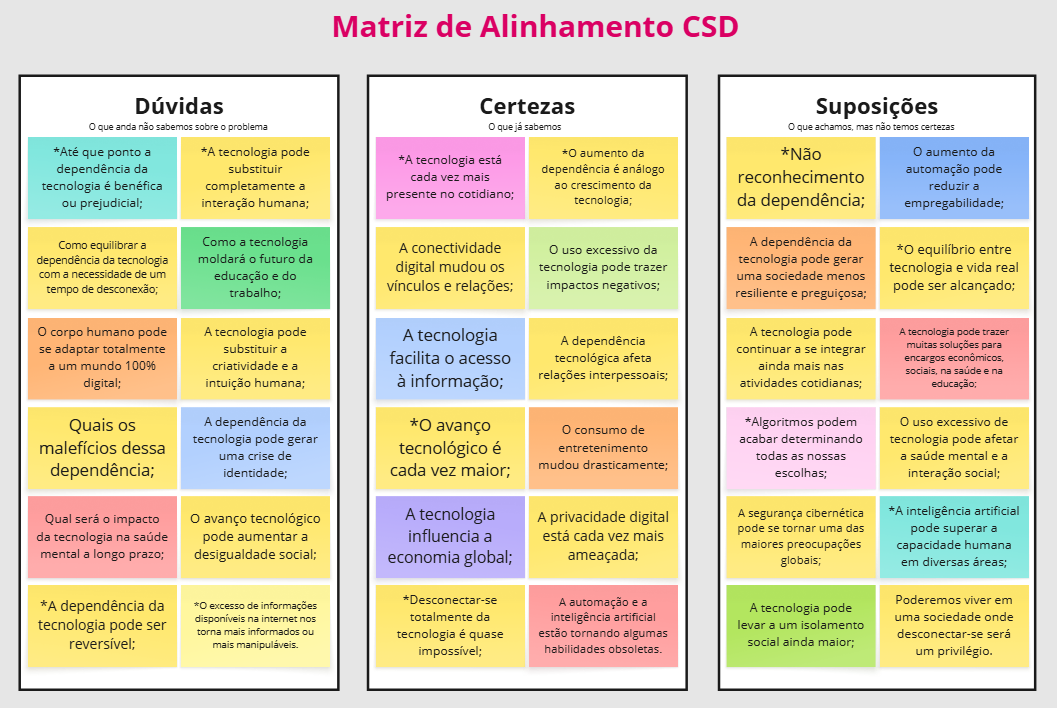 Matriz de Alinhamento CSD
Dúvidas
O que anda não sabemos sobre o problema
*Até que ponto a
dependência da
tecnologia é benéfica
ou prejudicial;
*A tecnologia pode
substituir
completamente a
interação humana;
Como equilibrar a
dependência da tecnologia
com a necessidade de um
tempo de desconexão;
Como a tecnologia
moldará o futuro da
educação e do
trabalho;
O corpo humano pode
se adaptar totalmente
a um mundo 100%
digital;
A tecnologia pode
substituir a
criatividade e a
intuição humana;
Quais os
malefícios dessa
dependência;
A dependência da
tecnologia pode gerar
uma crise de
identidade;
Qual será o impacto
da tecnologia na saúde
mental a longo prazo;
O avanço tecnológico
pode aumentar a
desigualdade social;
*A dependência da
tecnologia pode ser
reversível;
*O excesso de informações
disponíveis na internet nos
torna mais informados ou
mais manipuláveis.
Certezas
O que já sabemos
*A tecnologia está
cada vez mais
presente no cotidiano;
*O aumento da
dependência é análogo
ao crescimento da
tecnologia;
A conectividade
digital mudou os
vínculos e relações;
O uso excessivo da
tecnologia pode trazer
impactos negativos;
A tecnologia
facilita o acesso
à informação;
A dependência
tecnológica afeta
relações interpessoais;
*O avanço
tecnológico é
cada vez maior;
O consumo de
entretenimento
mudou drasticamente;
A tecnologia
influencia a
economia global;
A privacidade digital
está cada vez mais
ameaçada;
*Desconectar-se
totalmente da
tecnologia é quase
impossível;
A automação e a
inteligência artificial
estão tornando algumas
habilidades obsoletas.
Suposições
O que achamos, mas não temos certezas
*Não
reconhecimento
da dependência;
O aumento da
automação pode
reduzir a
empregabilidade;
A dependência da
tecnologia pode gerar
uma sociedade menos
resiliente e preguiçosa;
*O equilíbrio entre
tecnologia e vida real
pode ser alcançado;
A tecnologia pode
continuar a se integrar
ainda mais nas
atividades cotidianas;
A tecnologia pode trazer
muitas soluções para
encargos econômicos,
sociais, na saúde e na
educação;
*Algoritmos podem
acabar determinando
todas as nossas
escolhas;
O uso excessivo de
tecnologia pode afetar
a saúde mental e a
interação social;
A segurança cibernética
pode se tornar uma das
maiores preocupações
globais;
*A inteligência artificial
pode superar a
capacidade humana
em diversas áreas;
A tecnologia pode
levar a um isolamento
social ainda maior;
Poderemos viver em
uma sociedade onde
desconectar-se será
um privilégio.